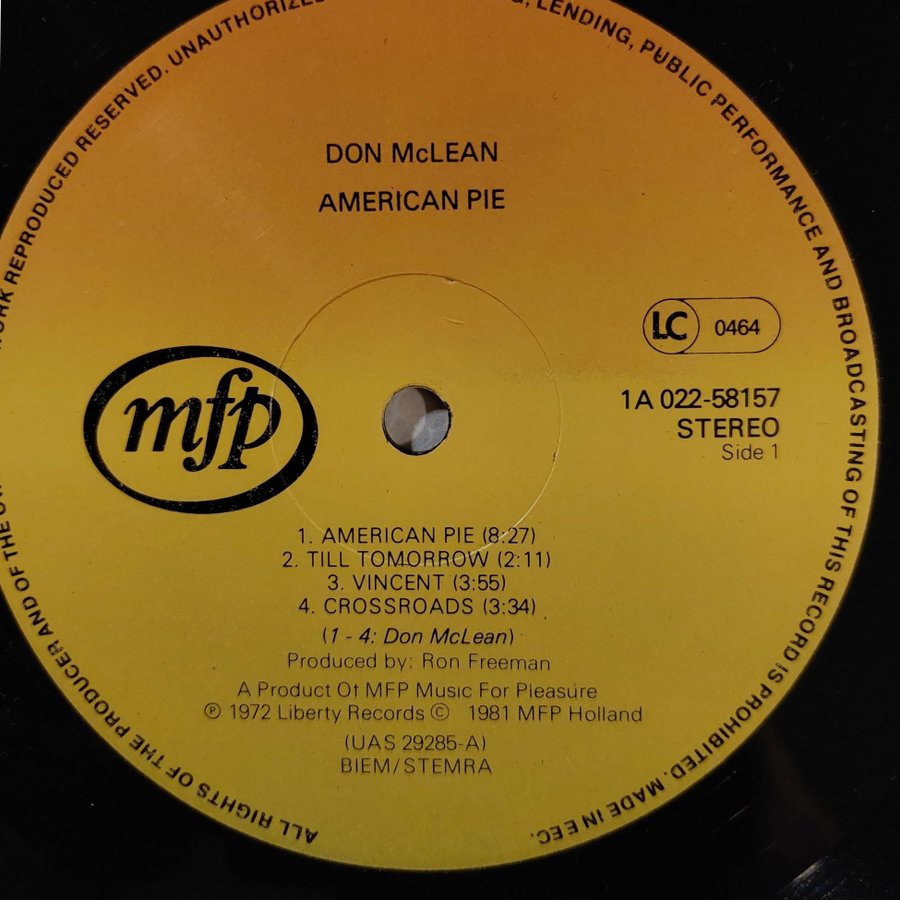 ALL RIGHTS OF THE PRODUCER AND OF THE
REPRODUCED RESERVED. UNAUTHORIZED
LENDING, PUBLIC PERFORMANCE AND BROADCASTING OF THIS RECORD IS PROHIBITED. MADE IN EEC.
DON McLEAN
AMERICAN PIE
LC 0464
mfp
1A 022-58157
STEREO
Side 1
1. AMERICAN PIE (8:27)
2. TILL TOMORROW (2:11)
3. VINCENT (3:55)
4. CROSSROADS (3:34)
(1 - 4: Don McLean)
Produced by: Ron Freeman
A Product Of MFP Music For Pleasure
℗ 1972 Liberty Records © 1981 MFP Holland
(UAS 29285-A)
BIEM/STEMRA